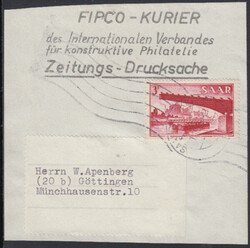 FIPCO - KURIER
des Internationalen Verbandes
für konstruktive Philatelie
Zeitungs - Drucksache
SAAR
Herrn W.Apenberg
(20 b) Göttingen
Münchhausenstr.10